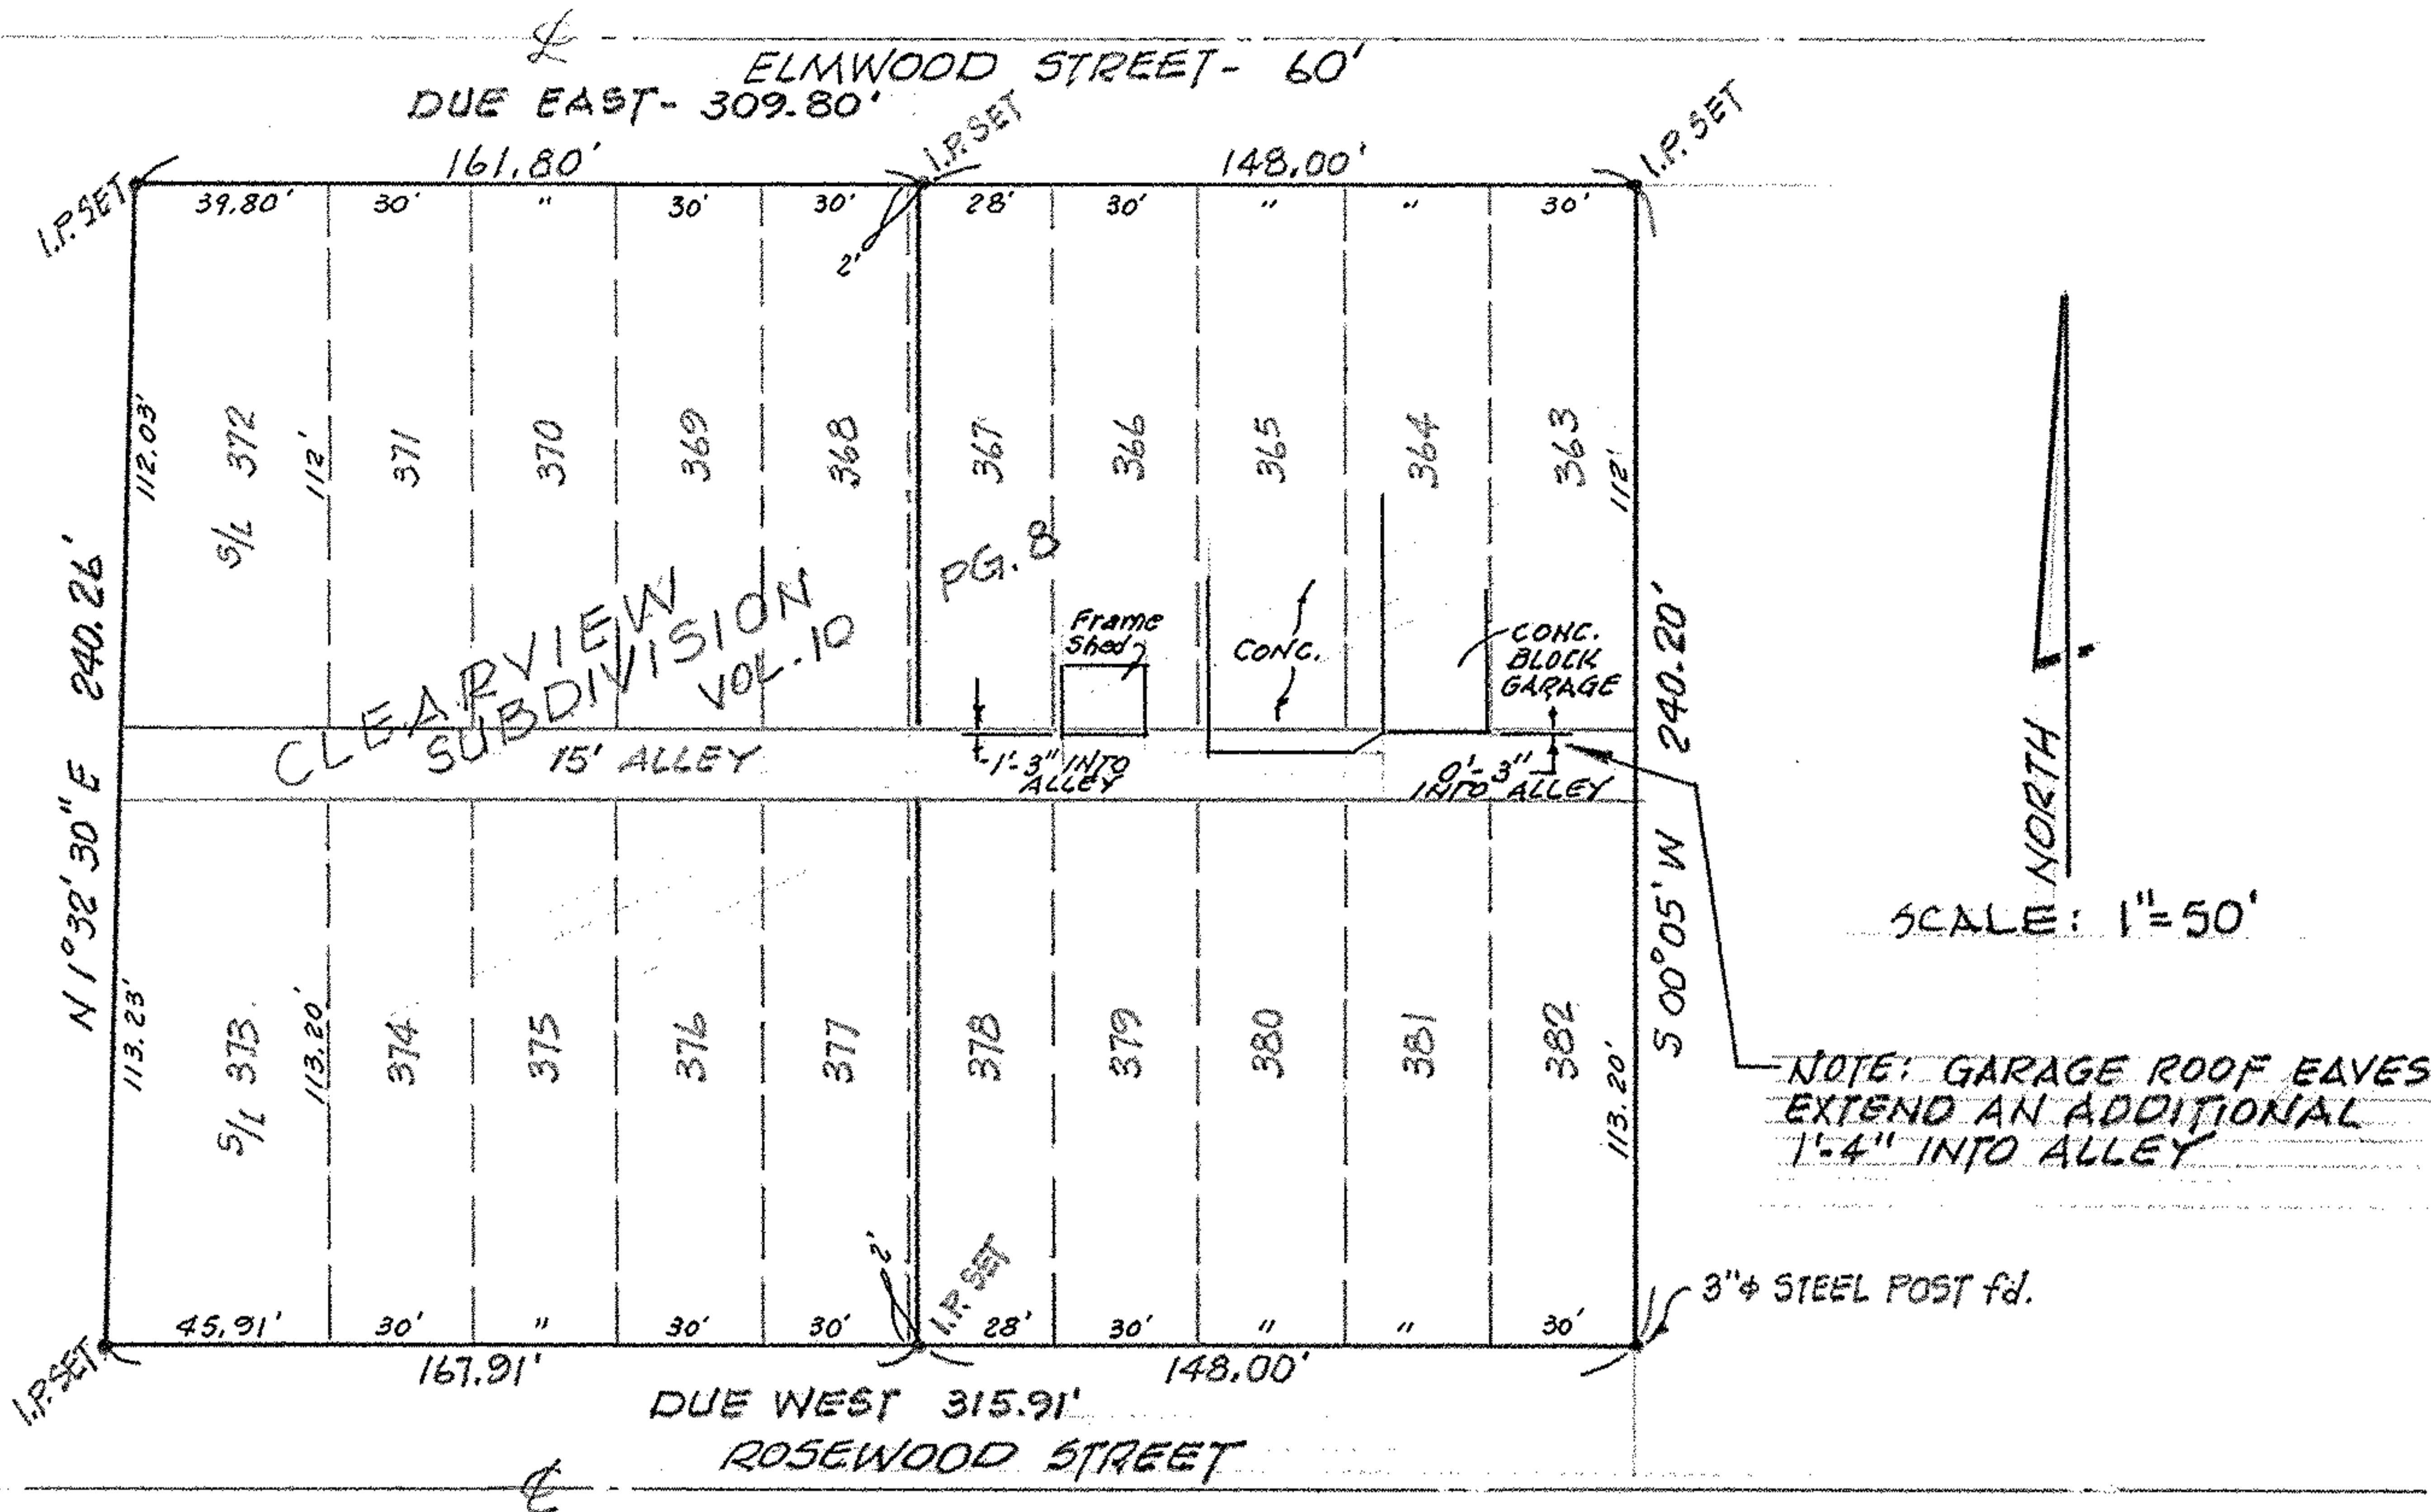 ℄
ELMWOOD STREET- 60'
DUE EAST- 309.80'
I.P. SET
I.P. SET
I.P. SET
161.80'
148.00'
39.80' 30' " 30' 30' 28' 30' " " 30'
2'
112.03'
S/L 372
112'
371
370
369
368
367
366
365
364
363
112'
N 1°32'30" E 240.26'
CLEARVIEW
SUBDIVISION
VOL. 10
PG. 8
Frame
Shed
CONC.
CONC.
BLOCK
GARAGE
15' ALLEY
1'-3" INTO
ALLEY
0'-3"
INTO ALLEY
S 00°05' W 240.20'
NORTH
SCALE: 1"=50'
113.23'
S/L 373
113.20'
374
375
376
377
378
379
380
381
382
113.20'
NOTE: GARAGE ROOF EAVES
EXTEND AN ADDITIONAL
1'-4" INTO ALLEY
2'
I.P. SET
3"⌀ STEEL POST fd.
45.91' 30' " 30' 30' 28' 30' " " 30'
I.P. SET
167.91'
148.00'
DUE WEST 315.91'
ROSEWOOD STREET
℄